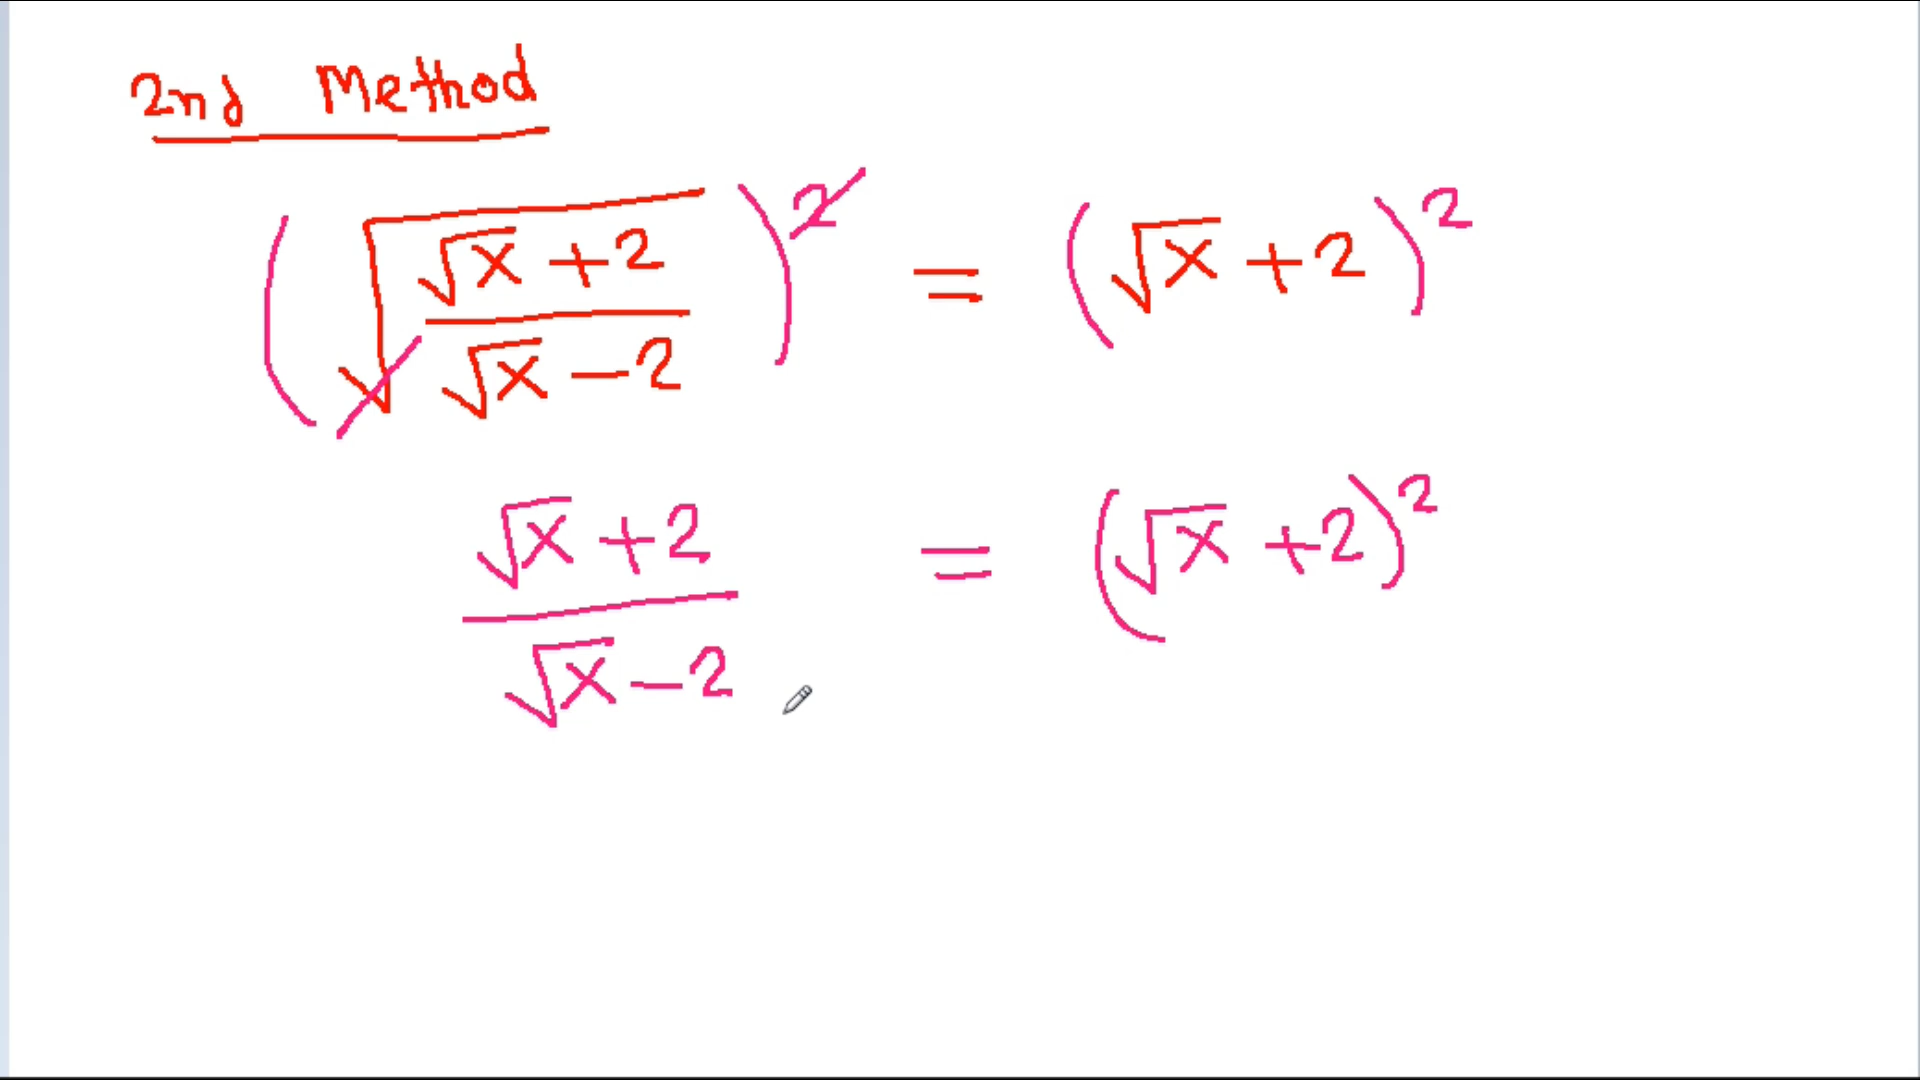 2nd Method
(√((√x + 2)/(√x − 2)))² = (√x + 2)²
(√x + 2)/(√x − 2) = (√x + 2)²